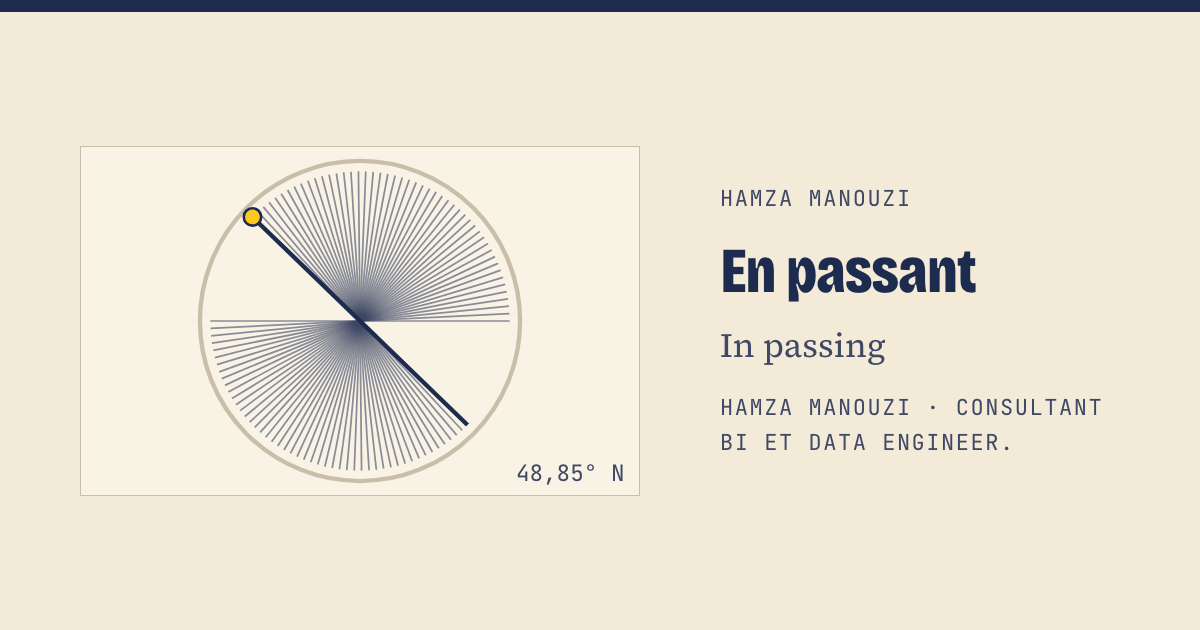 48,85° N
HAMZA MANOUZI
En passant
In passing
HAMZA MANOUZI · CONSULTANT
BI ET DATA ENGINEER.